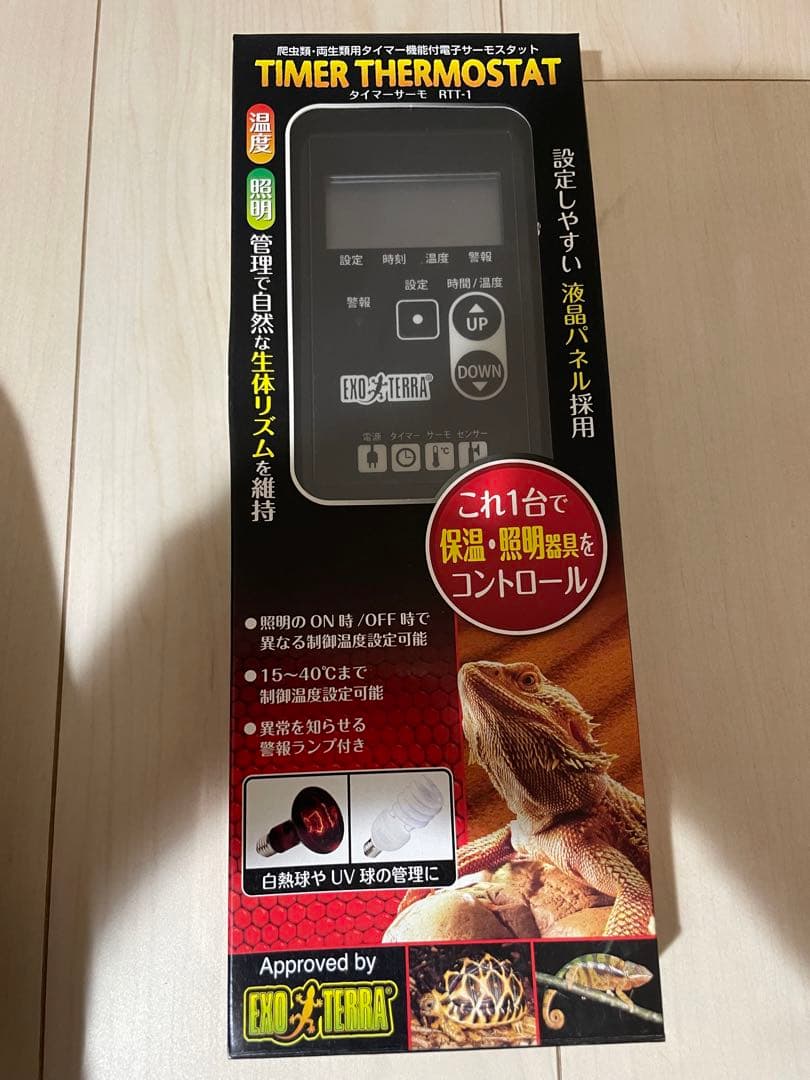 爬虫類・両生類用タイマー機能付電子サーモスタット
TIMER THERMOSTAT
タイマーサーモ RTT-1
温度
照明
管理で自然な生体リズムを維持
設定しやすい液晶パネル採用
設定 時刻 温度 警報
設定 時間/温度
警報
UP
DOWN
EXO TERRA®
電源 タイマー サーモ センサー
℃
これ1台で
保温・照明器具を
コントロール
●照明のON時/OFF時で
異なる制御温度設定可能
●15〜40℃まで
制御温度設定可能
●異常を知らせる
警報ランプ付き
白熱球やUV球の管理に
Approved by
EXO TERRA®